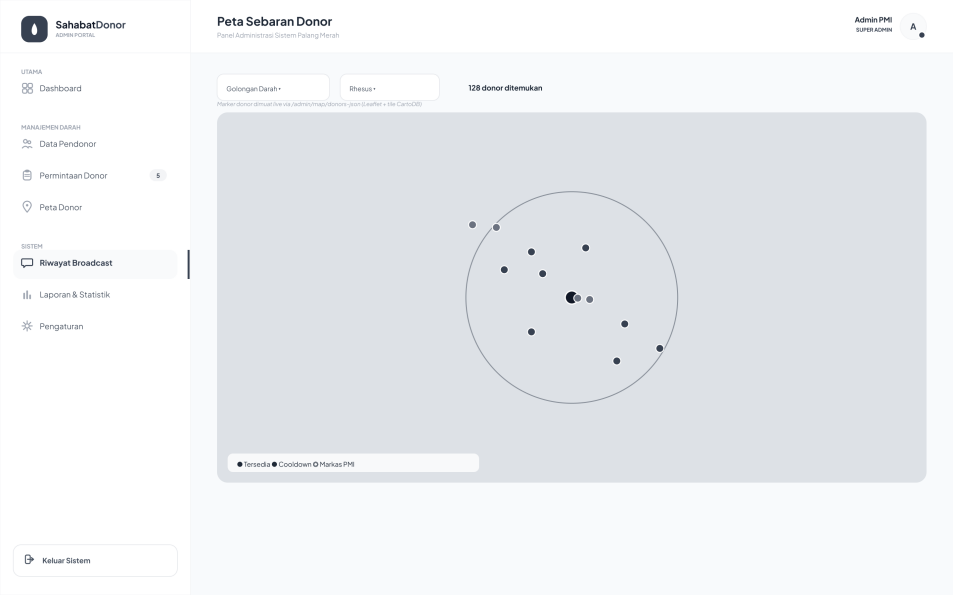 SahabatDonor
ADMIN PORTAL
UTAMA
Dashboard
MANAJEMEN DARAH
Data Pendonor
Permintaan Donor 5
Peta Donor
SISTEM
Riwayat Broadcast
Laporan & Statistik
Pengaturan
Keluar Sistem
Peta Sebaran Donor
Panel Administrasi Sistem Palang Merah
Admin PMI
SUPER ADMIN
A
Golongan Darah
Rhesus
128 donor ditemukan
Marker donor dimuat live via /admin/map/donors-json (Leaflet + tile CartoDB)
Tersedia Cooldown Markas PMI